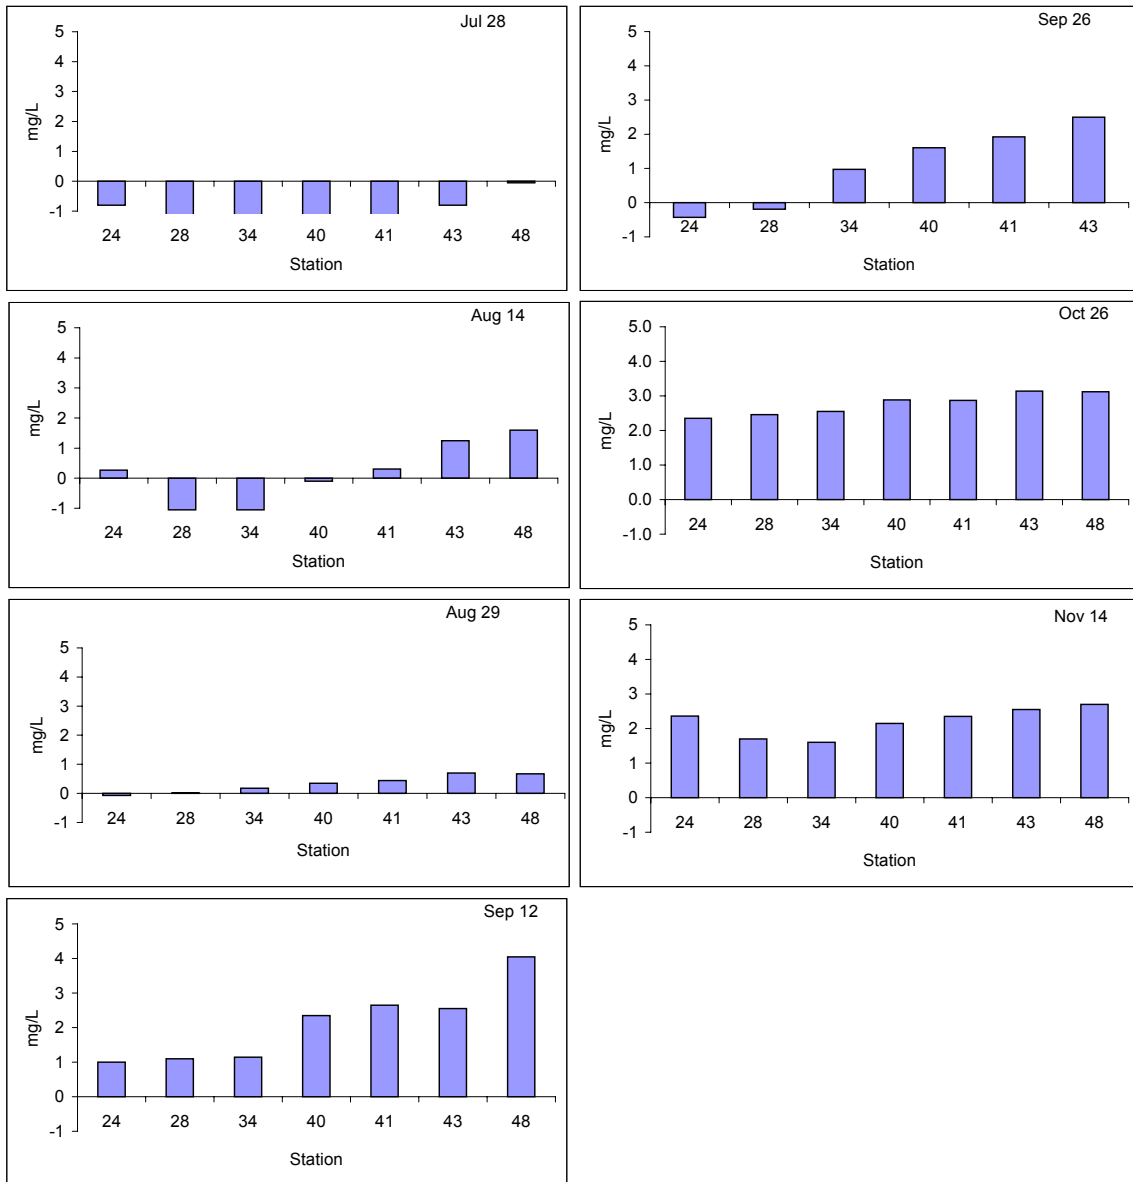 Jul 28
5
4
3
2
1
0
-1
mg/L
24 28 34 40 41 43 48
Station
Sep 26
5
4
3
2
1
0
-1
mg/L
24 28 34 40 41 43
Station
Aug 14
5
4
3
2
1
0
-1
mg/L
24 28 34 40 41 43 48
Station
Oct 26
5.0
4.0
3.0
2.0
1.0
0.0
-1.0
mg/L
24 28 34 40 41 43 48
Station
Aug 29
5
4
3
2
1
0
-1
mg/L
24 28 34 40 41 43 48
Station
Nov 14
5
4
3
2
1
0
-1
mg/L
24 28 34 40 41 43 48
Station
Sep 12
5
4
3
2
1
0
-1
mg/L
24 28 34 40 41 43 48
Station